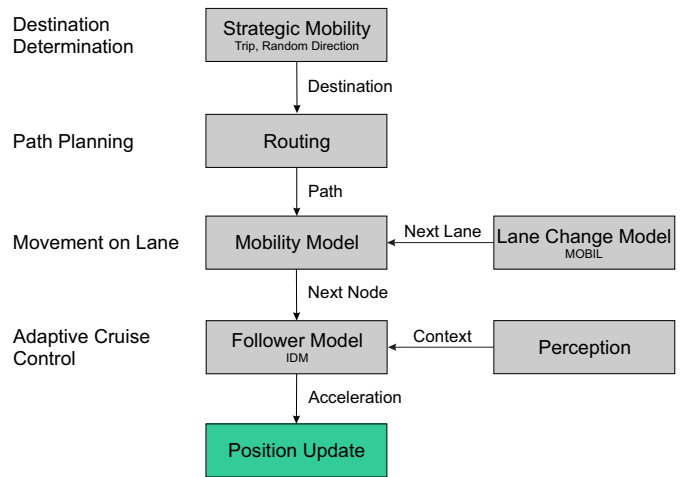 Destination
Determination
Strategic Mobility
Trip, Random Direction
Destination
Path Planning
Routing
Path
Movement on Lane
Mobility Model
Next Lane
Lane Change Model
MOBIL
Next Node
Adaptive Cruise
Control
Follower Model
IDM
Context
Perception
Acceleration
Position Update